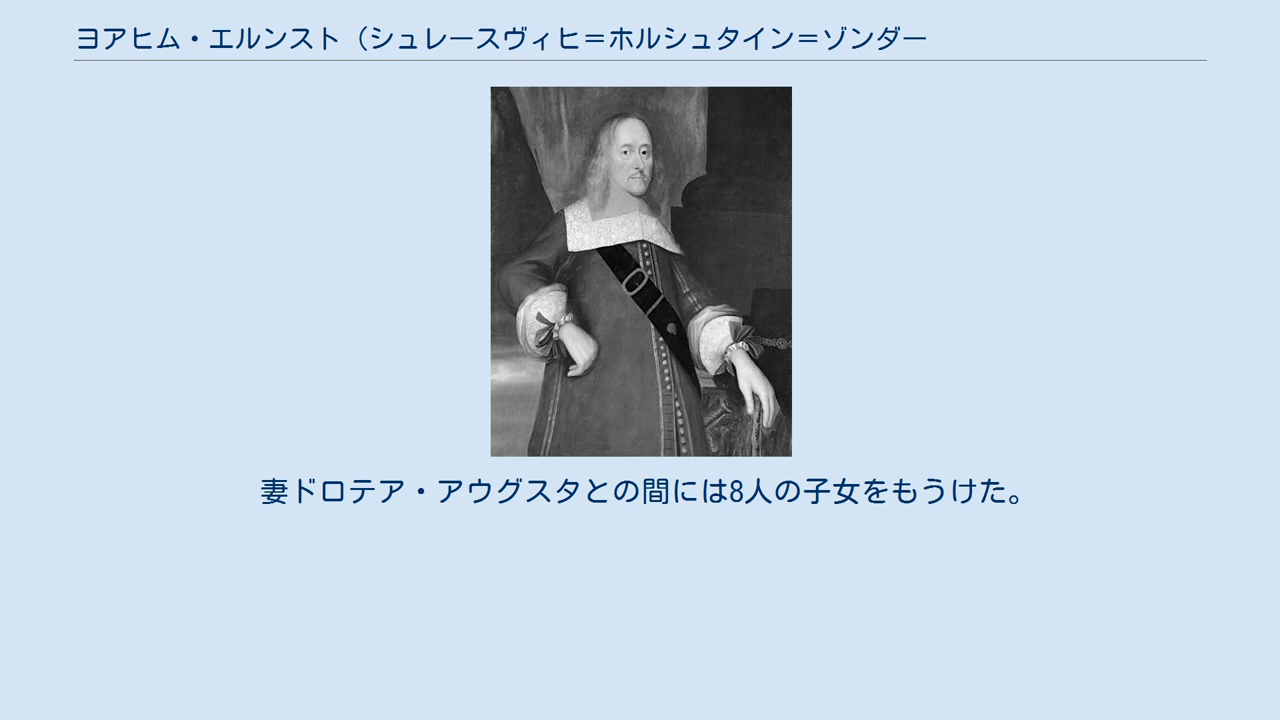 ヨアヒム・エルンスト（シュレースヴィヒ＝ホルシュタイン＝ゾンダー
妻ドロテア・アウグスタとの間には8人の子女をもうけた。